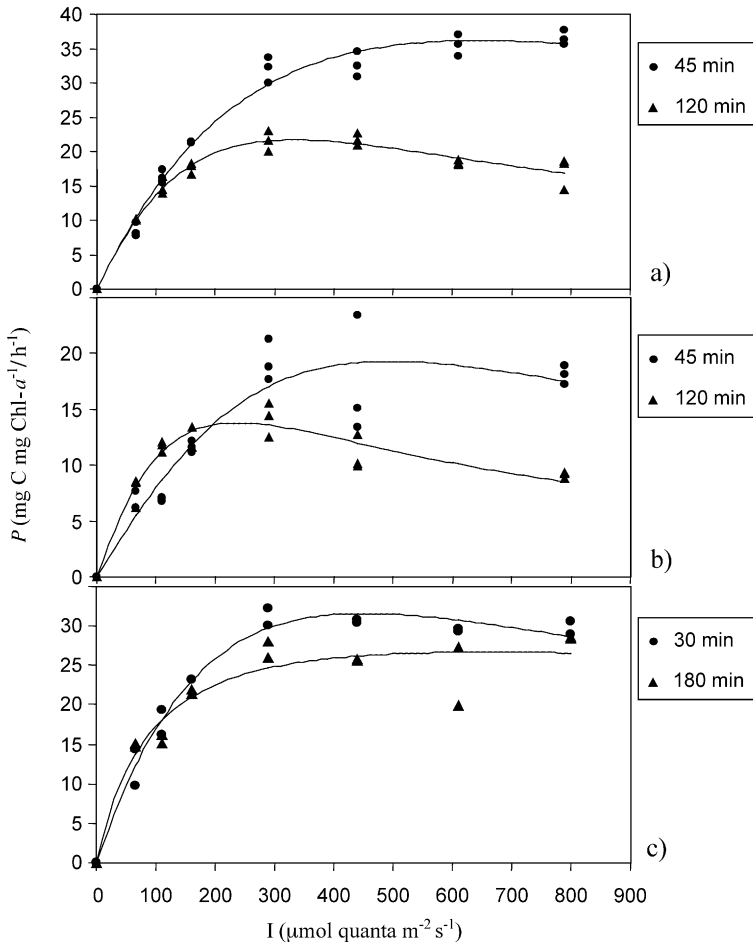 40
35
30
25
20
15
10
5
0
45 min
120 min
a)
20
15
10
5
0
45 min
120 min
b)
P (mg C mg Chl-a⁻¹/h⁻¹)
30
25
20
15
10
5
0
30 min
180 min
c)
0 100 200 300 400 500 600 700 800 900
I (μmol quanta m⁻² s⁻¹)